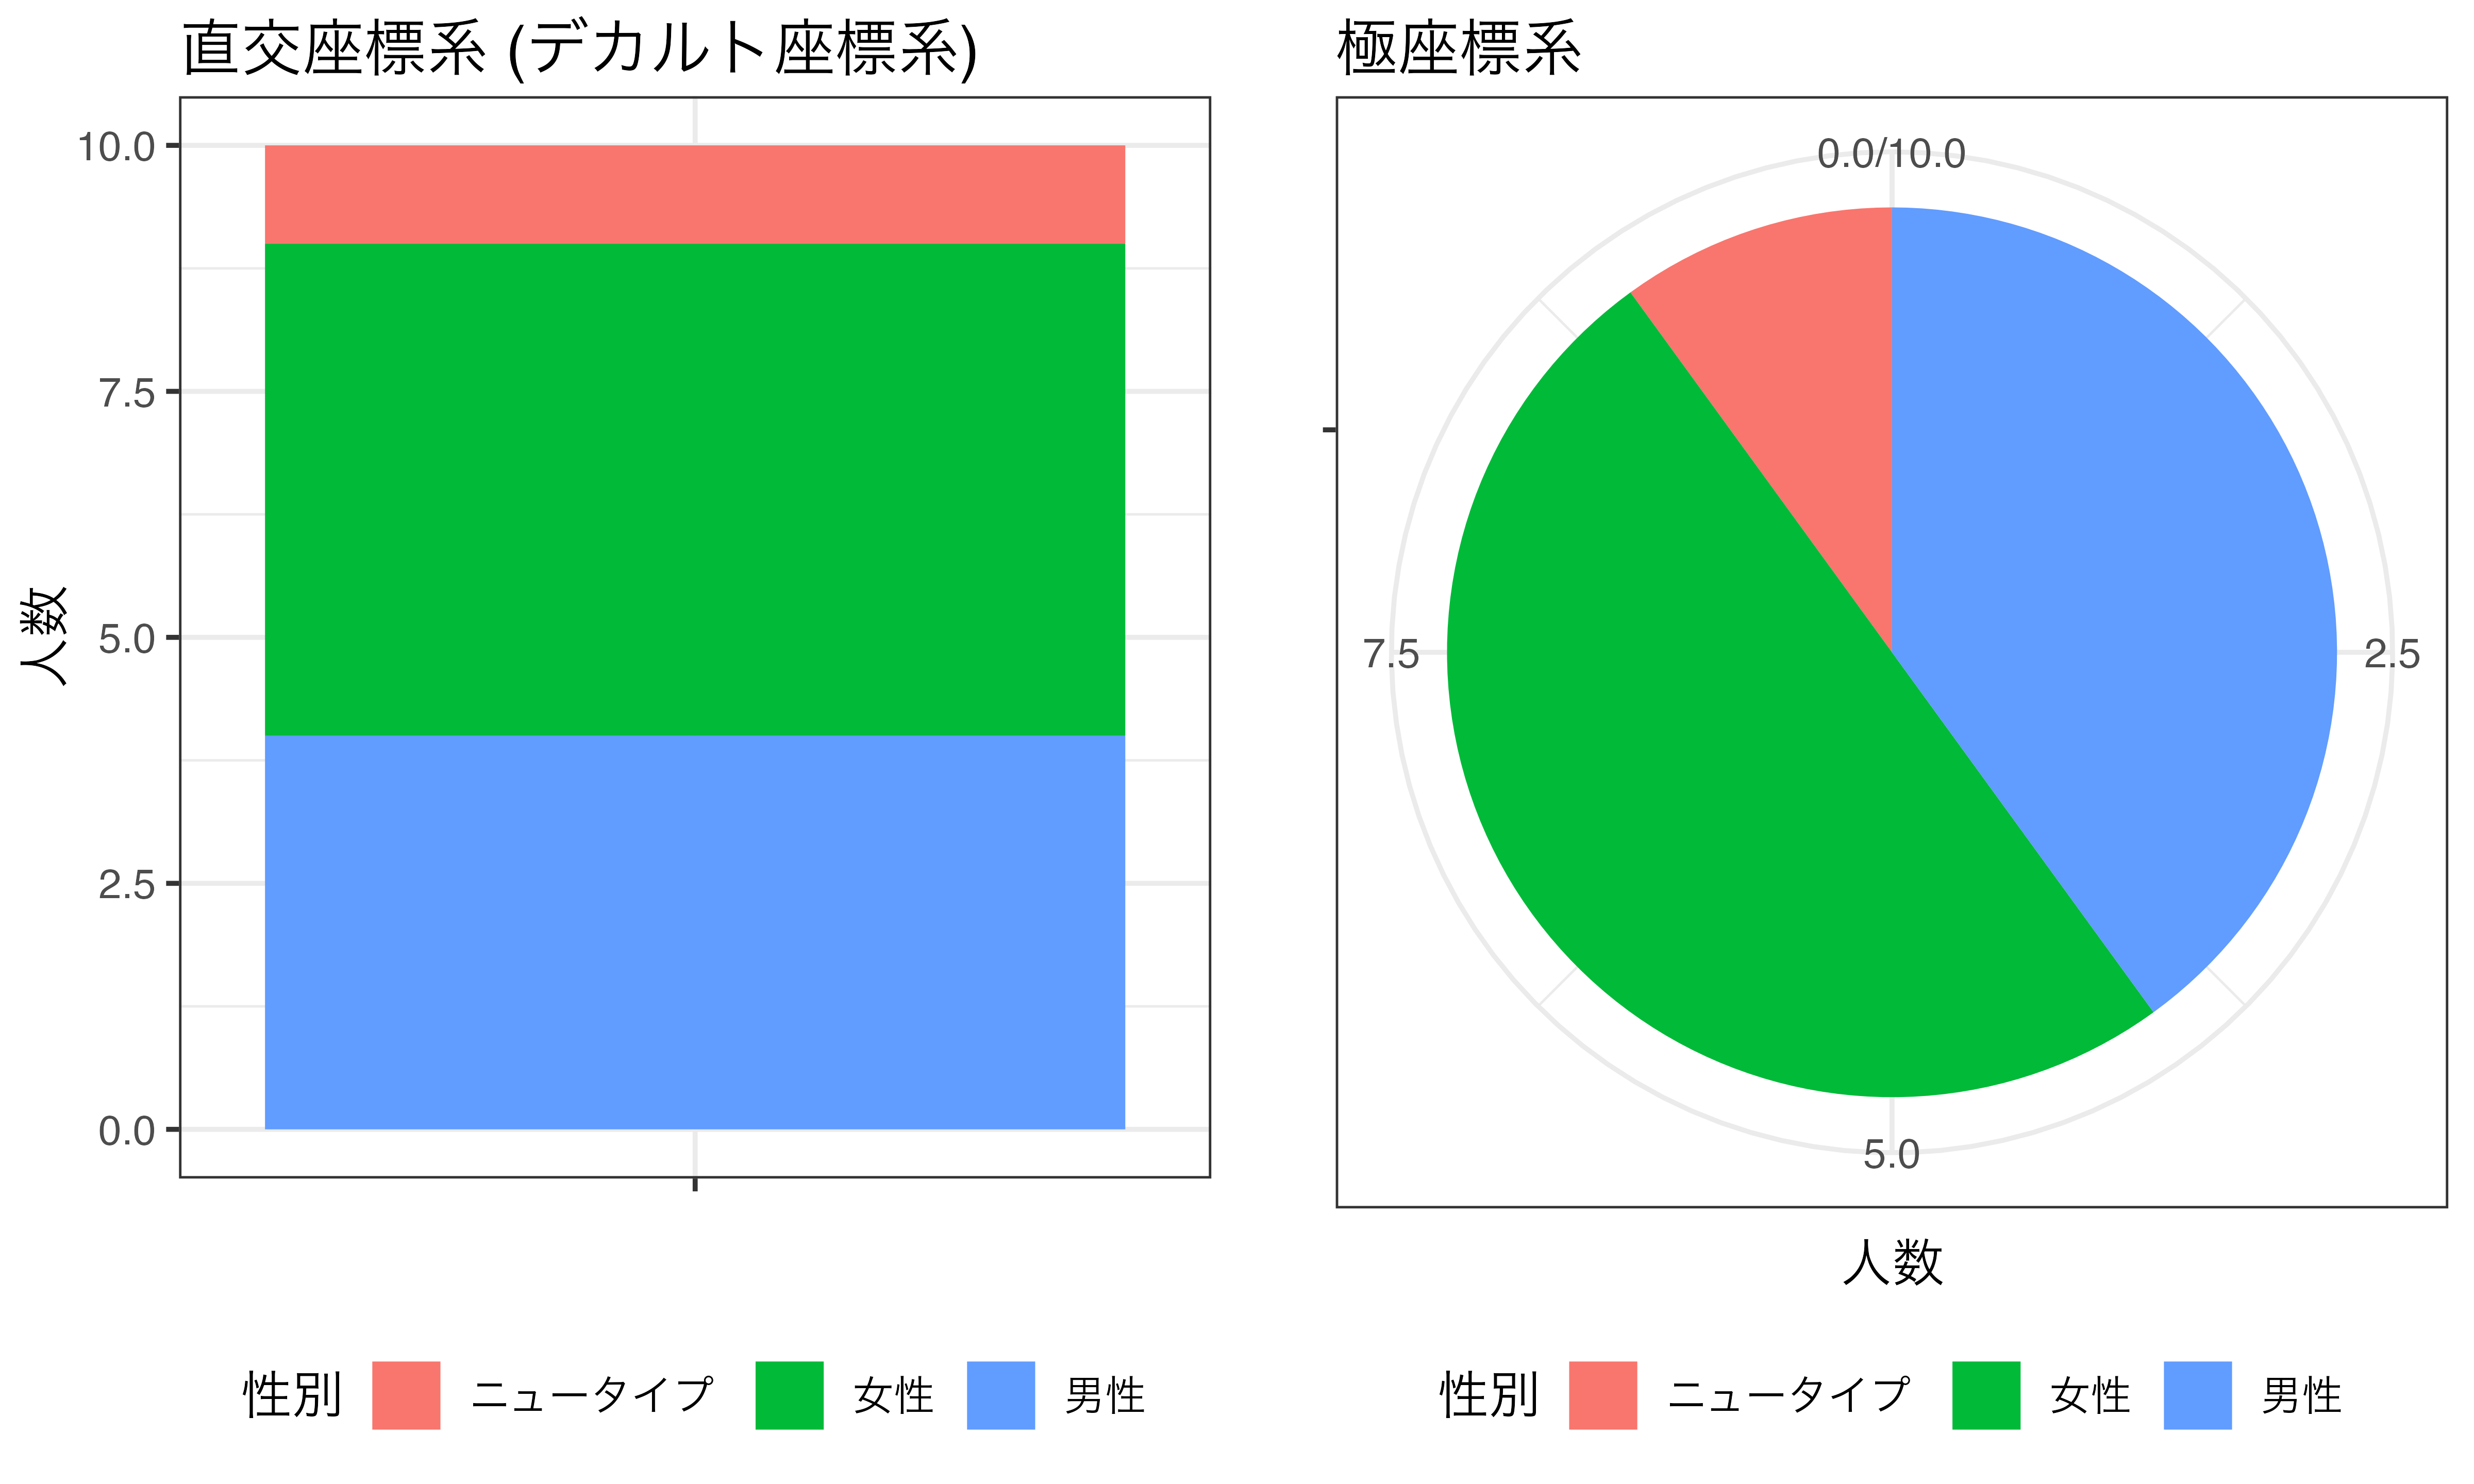 直交座標系 (デカルト座標系)
10.0
7.5
5.0
2.5
0.0
人数
性別 ニュータイプ 女性 男性
極座標系
0.0/10.0
7.5
2.5
5.0
人数
性別 ニュータイプ 女性 男性